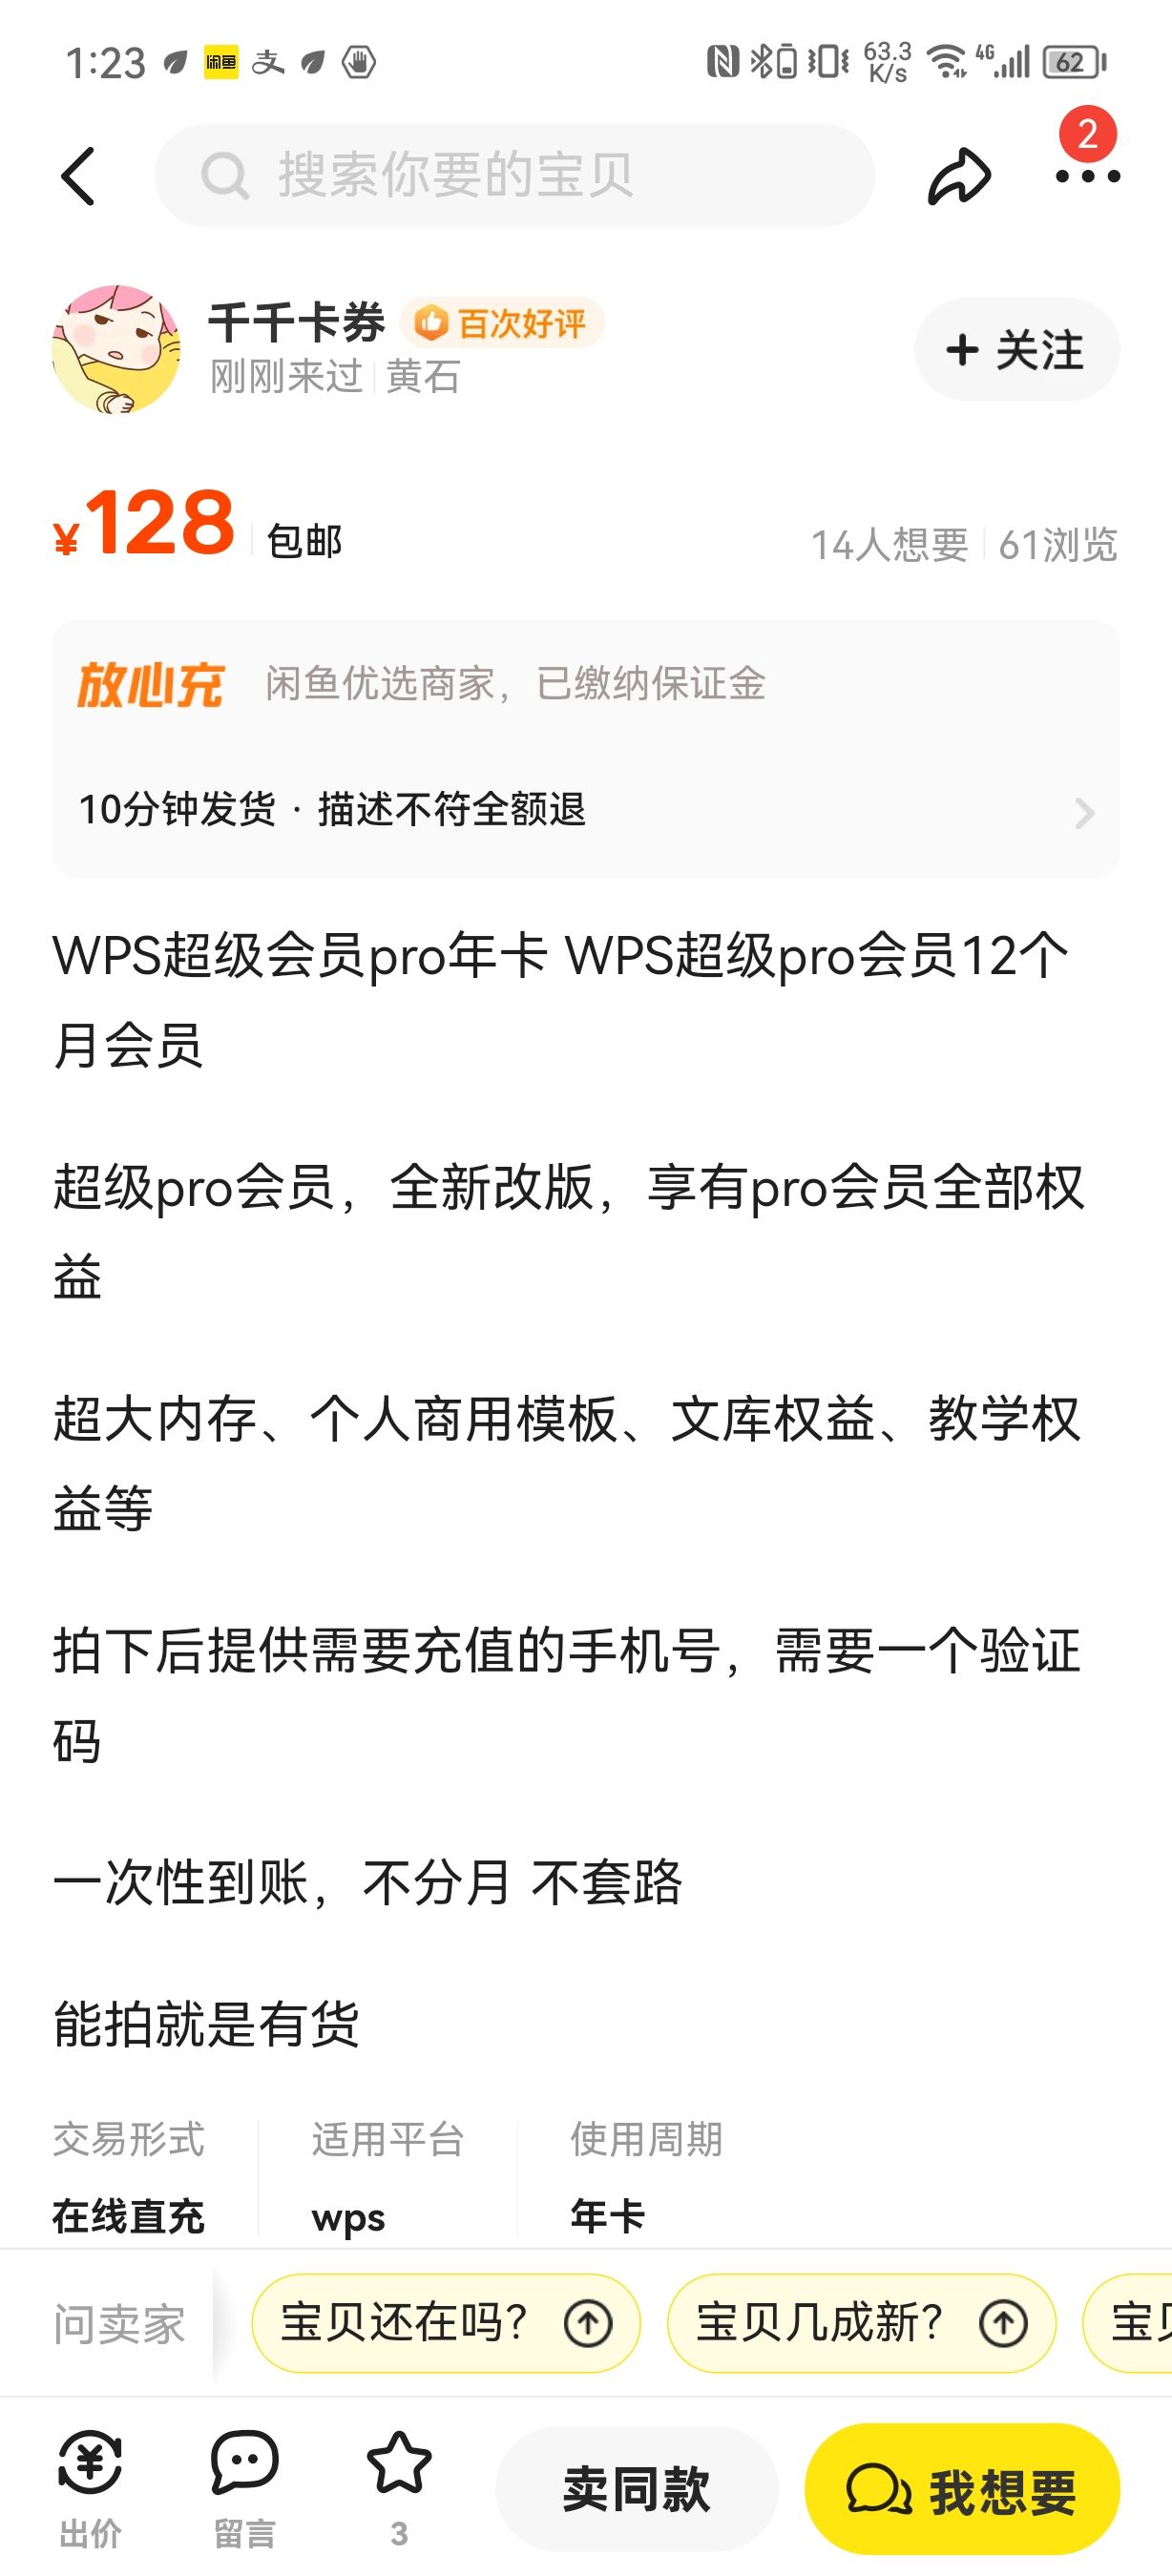 1:23 闲鱼 支 63.3 K/s 4G 62
搜索你要的宝贝
2
千千卡券 百次好评
刚刚来过 黄石
+ 关注
¥128 包邮
14人想要 61浏览
放心充 闲鱼优选商家，已缴纳保证金
10分钟发货 · 描述不符全额退
WPS超级会员pro年卡 WPS超级pro会员12个
月会员
超级pro会员，全新改版，享有pro会员全部权
益
超大内存、个人商用模板、文库权益、教学权
益等
拍下后提供需要充值的手机号，需要一个验证
码
一次性到账，不分月 不套路
能拍就是有货
交易形式 适用平台 使用周期
在线直充 wps 年卡
问卖家 宝贝还在吗？ 宝贝几成新？ 宝
出价 留言 3 卖同款 我想要